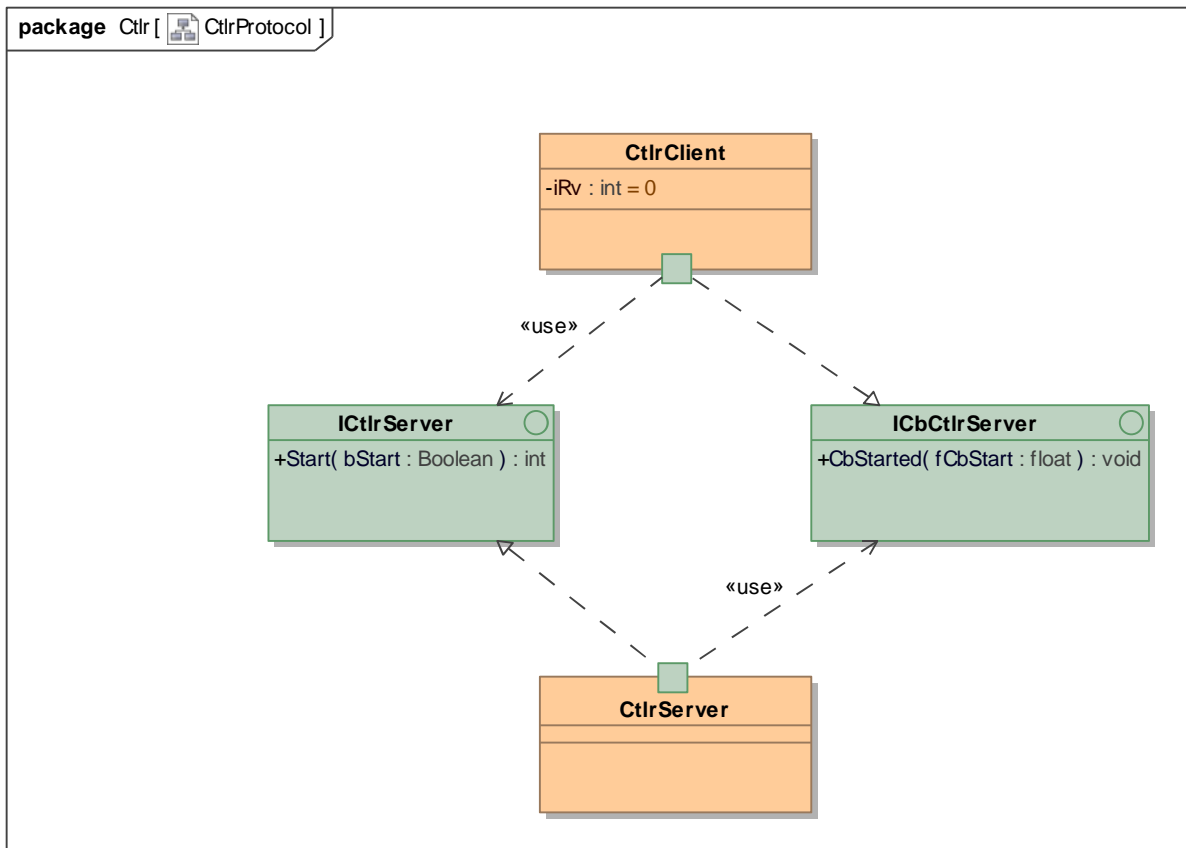 package Ctlr [ CtlrProtocol ]
CtlrClient
-iRv : int = 0
«use»
ICtlrServer
+Start( bStart : Boolean ) : int
ICbCtlrServer
+CbStarted( fCbStart : float ) : void
«use»
CtlrServer